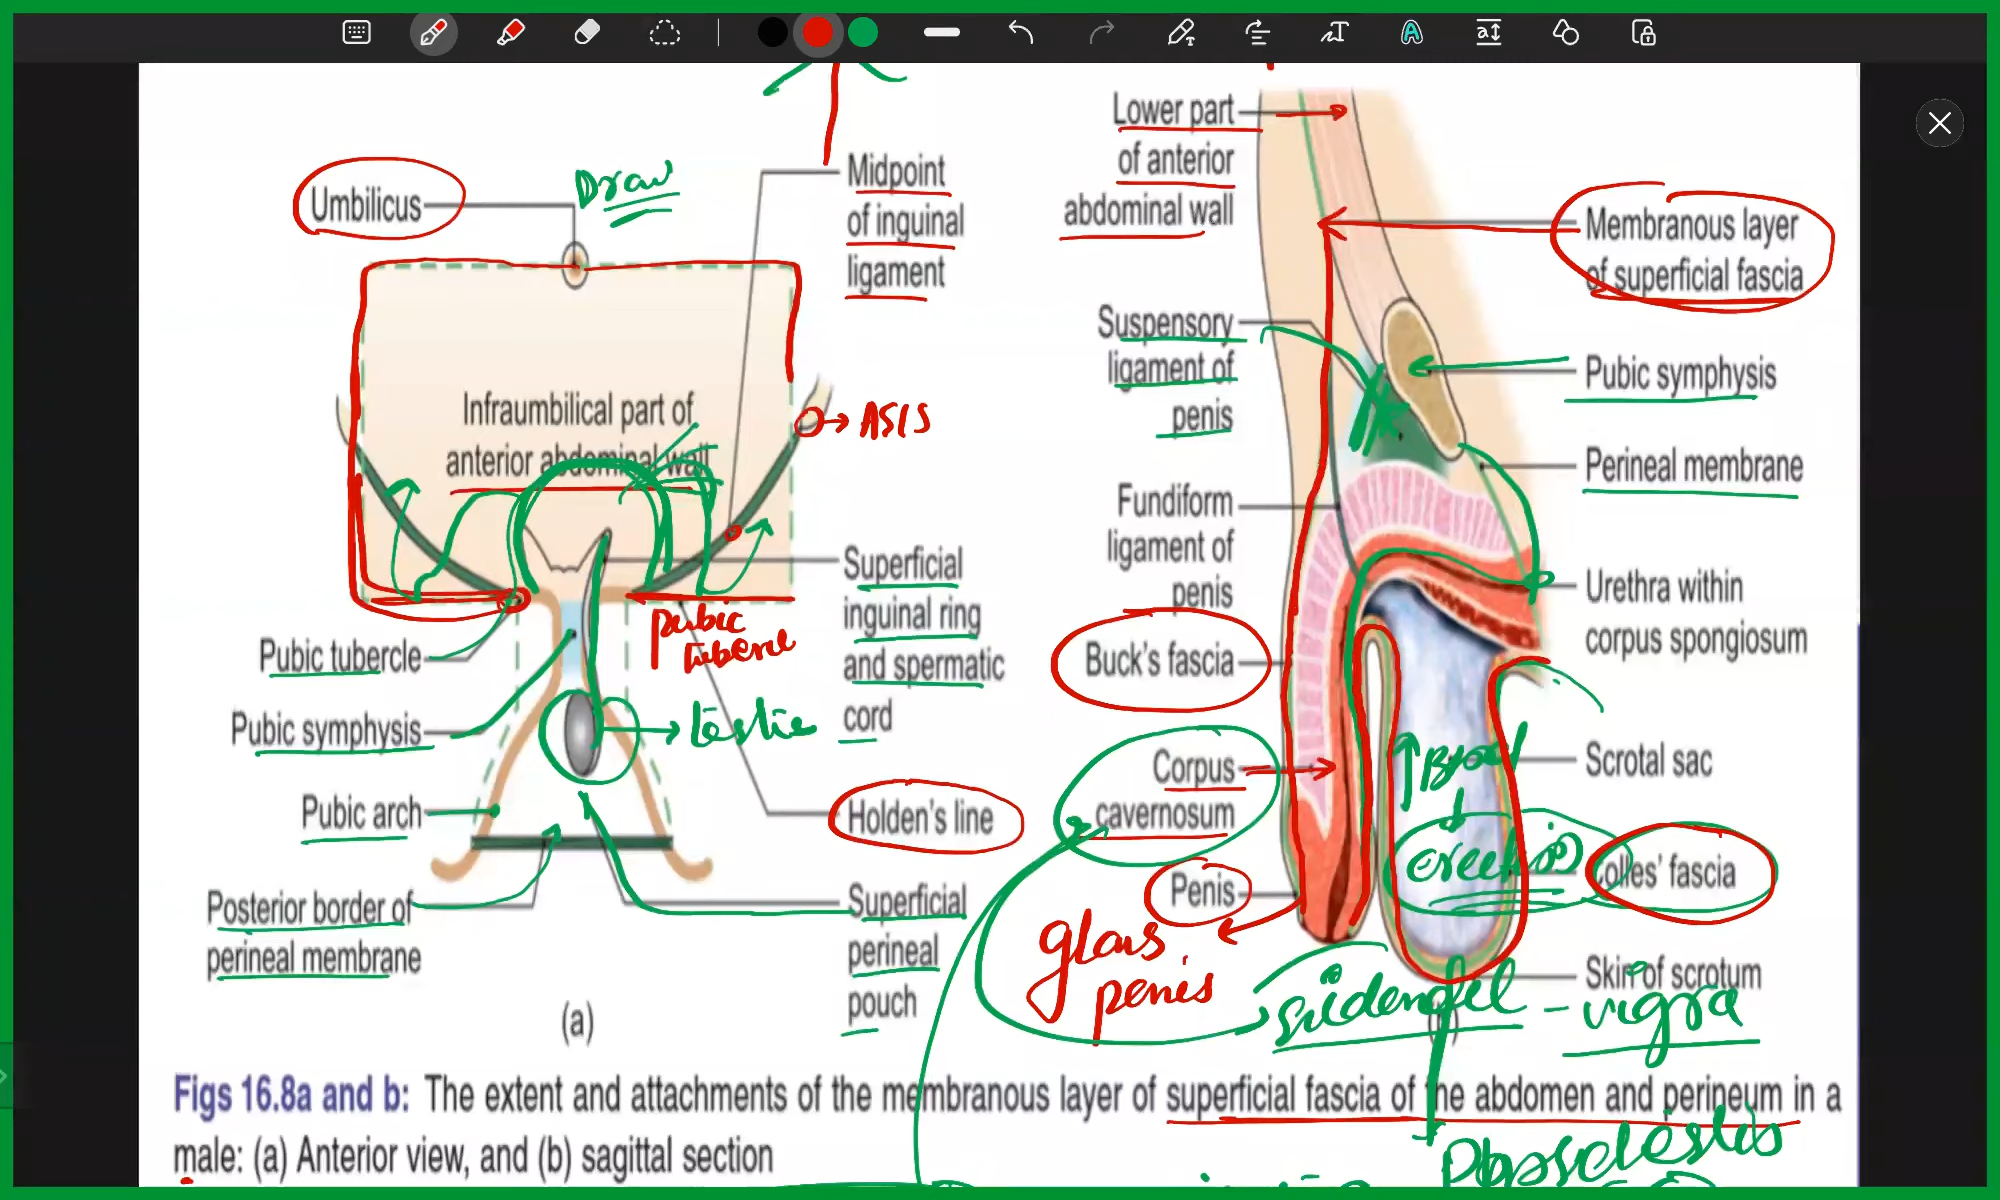 Umbilicus
Draw
Midpoint
of inguinal
ligament
Infraumbilical part of
anterior abdominal wall
ASIS
Superficial
inguinal ring
and spermatic
cord
pubic
tubercle
Pubic tubercle
Pubic symphysis
testis
Pubic arch
Holden's line
Posterior border of
perineal membrane
Superficial
perineal
pouch
(a)
Lower part
of anterior
abdominal wall
Membranous layer
of superficial fascia
Suspensory
ligament of
penis
Pubic symphysis
Perineal membrane
Fundiform
ligament of
penis
Urethra within
corpus spongiosum
Buck's fascia
Scrotal sac
Corpus
cavernosum
Penis
glans
penis
Colles' fascia
Skin of scrotum
Figs 16.8a and b: The extent and attachments of the membranous layer of superficial fascia of the abdomen and perineum in a
male: (a) Anterior view, and (b) sagittal section